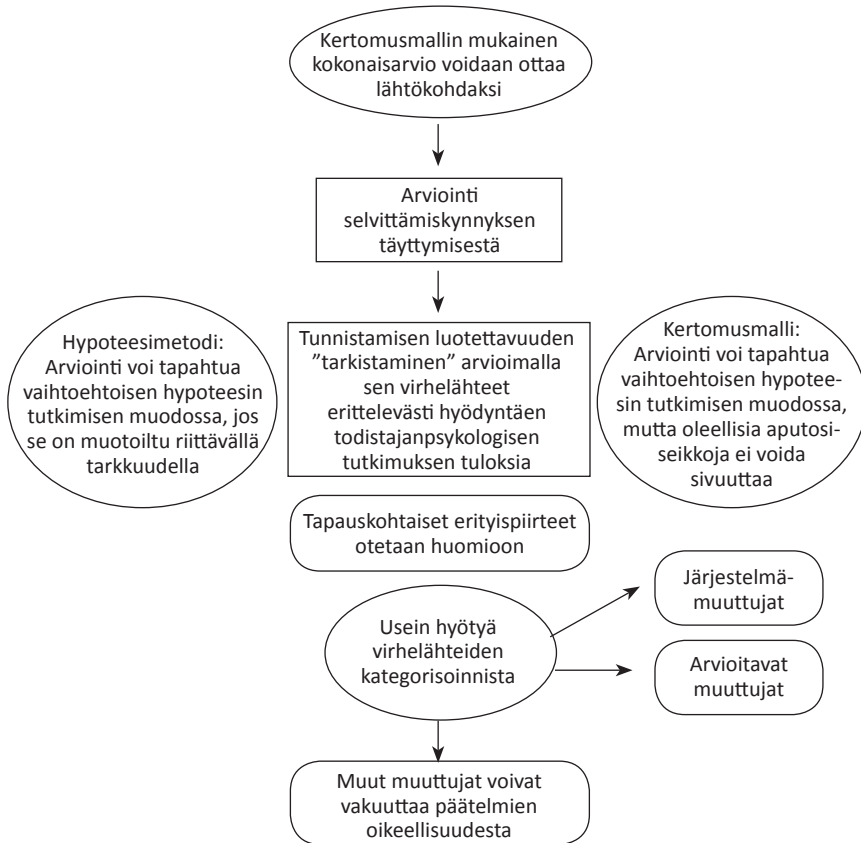 Kertomusmallin mukainen
kokonaisarvio voidaan ottaa
lähtökohdaksi
Arviointi
selvittämiskynnyksen
täyttymisestä
Hypoteesimetodi:
Arviointi voi tapahtua
vaihtoehtoisen hypoteesin
tutkimisen muodossa, jos
se on muotoiltu riittävällä
tarkkuudella
Tunnistamisen luotettavuuden
”tarkistaminen” arvioimalla
sen virhelähteet
erittelevästi hyödyntäen
todistajanpsykologisen
tutkimuksen tuloksia
Kertomusmalli:
Arviointi voi tapahtua
vaihtoehtoisen hypotee-
sin tutkimisen muodossa,
mutta oleellisia aputosi-
seikkoja ei voida
sivuuttaa
Tapauskohtaiset erityispiirteet
otetaan huomioon
Järjestelmä-
muuttujat
Usein hyötyä
virhelähteiden
kategorisoinnista
Arvioitavat
muuttujat
Muut muuttujat voivat
vakuuttaa päätelmien
oikeellisuudesta